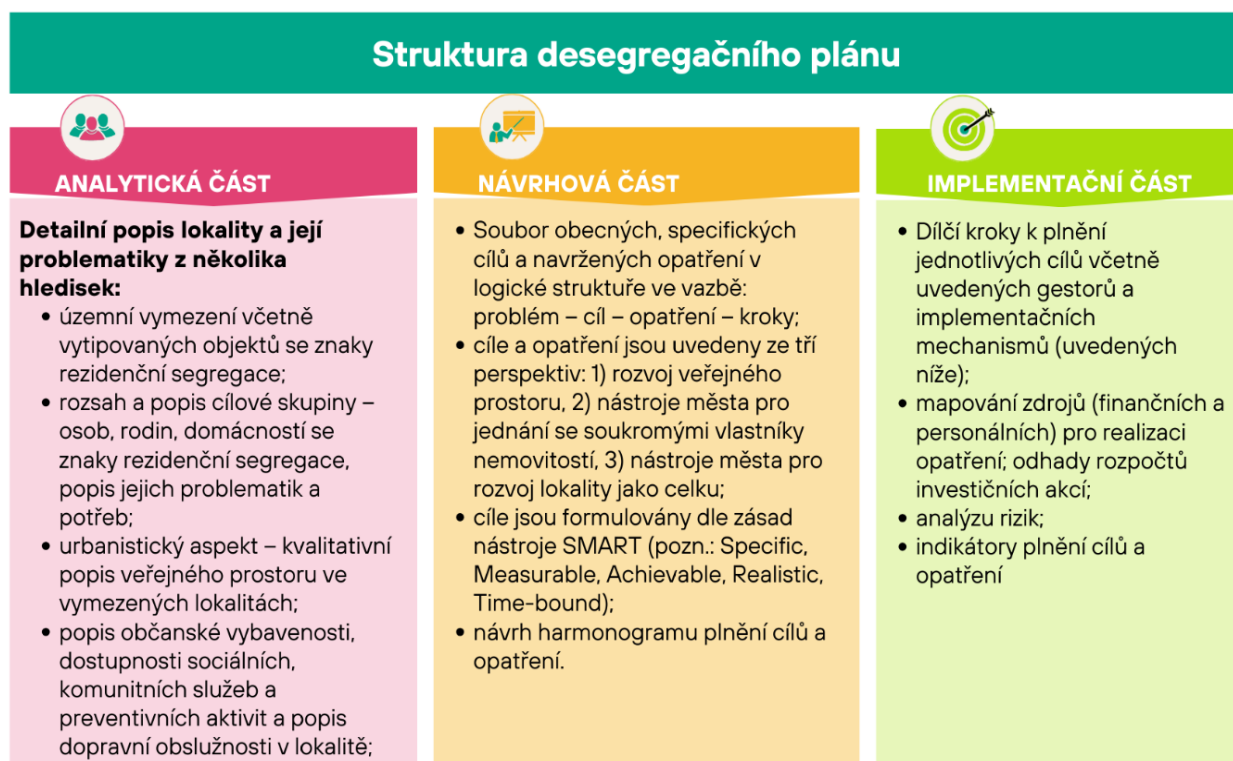 Struktura desegregačního plánu
ANALYTICKÁ ČÁST
Detailní popis lokality a její
problematiky z několika
hledisek:
• územní vymezení včetně
vytipovaných objektů se znaky
rezidenční segregace;
• rozsah a popis cílové skupiny –
osob, rodin, domácností se
znaky rezidenční segregace,
popis jejich problematik a
potřeb;
• urbanistický aspekt – kvalitativní
popis veřejného prostoru ve
vymezených lokalitách;
• popis občanské vybavenosti,
dostupnosti sociálních,
komunitních služeb a
preventivních aktivit a popis
dopravní obslužnosti v lokalitě;
NÁVRHOVÁ ČÁST
• Soubor obecných, specifických
cílů a navržených opatření v
logické struktuře ve vazbě:
problém – cíl – opatření – kroky;
• cíle a opatření jsou uvedeny ze tří
perspektiv: 1) rozvoj veřejného
prostoru, 2) nástroje města pro
jednání se soukromými vlastníky
nemovitostí, 3) nástroje města pro
rozvoj lokality jako celku;
• cíle jsou formulovány dle zásad
nástroje SMART (pozn.: Specific,
Measurable, Achievable, Realistic,
Time-bound);
• návrh harmonogramu plnění cílů a
opatření.
IMPLEMENTAČNÍ ČÁST
• Dílčí kroky k plnění
jednotlivých cílů včetně
uvedených gestorů a
implementačních
mechanismů (uvedených
níže);
• mapování zdrojů (finančních a
personálních) pro realizaci
opatření; odhady rozpočtů
investičních akcí;
• analýzu rizik;
• indikátory plnění cílů a
opatření